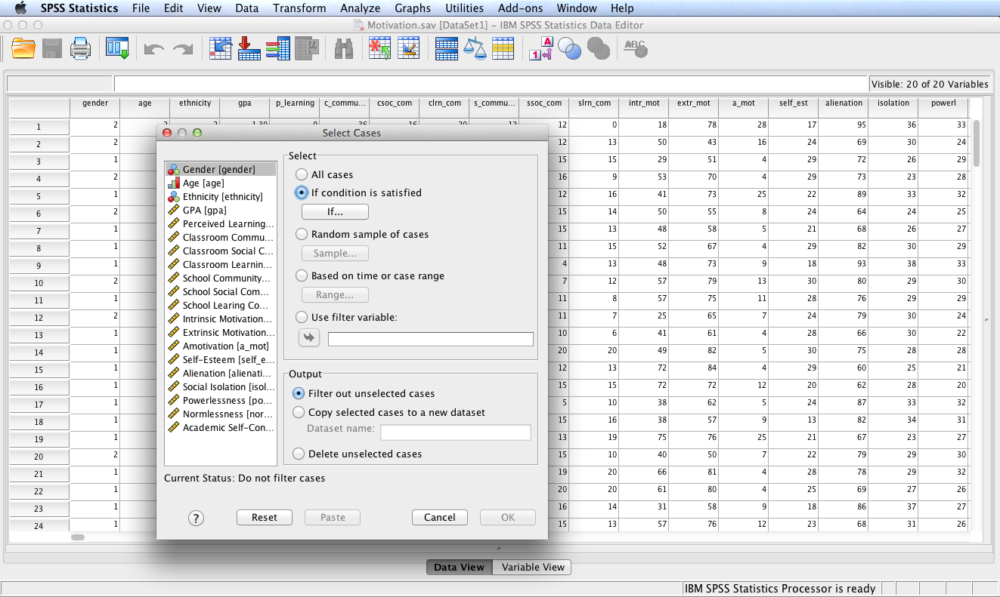 SPSS Statistics File Edit View Data Transform Analyze Graphs Utilities Add-ons Window Help
Motivation.sav [DataSet1] - IBM SPSS Statistics Data Editor
A
1
ABC
Visible: 20 of 20 Variables
gender age ethnicity gpa p_learning c_commu... csoc_com clrn_com s_commu... ssoc_com slrn_com intr_mot extr_mot a_mot self_est alienation isolation powerl
1 2 12 0 18 78 28 17 95 36 33
2 2 12 13 50 43 16 24 69 30 24
3 1 15 15 29 51 4 29 72 26 29
4 2 16 9 53 70 4 29 73 23 28
5 1 12 16 41 73 25 22 89 33 32
6 2 15 14 50 55 8 24 64 24 25
7 1 15 13 48 58 5 21 68 26 27
8 1 11 15 52 67 4 29 82 30 29
9 1 4 13 48 73 9 18 93 38 33
10 2 7 12 57 79 13 30 80 29 30
11 1 11 8 57 75 11 28 76 29 29
12 2 11 7 25 65 7 24 79 30 24
13 1 10 6 41 61 4 28 66 30 22
14 1 20 20 49 82 5 30 75 28 28
15 1 12 13 72 84 4 29 60 25 21
16 1 15 15 72 72 12 20 62 28 20
17 1 5 10 38 62 5 24 87 33 32
18 1 15 16 38 57 9 13 82 34 31
19 1 13 19 75 76 25 21 67 23 27
20 2 15 10 40 50 7 22 79 29 30
21 1 19 20 66 81 4 28 78 29 32
22 1 20 20 61 80 4 25 69 27 26
23 1 16 14 31 58 9 18 86 37 27
24 1 15 13 57 76 12 23 68 31 26
Select Cases
Gender [gender]
Age [age]
Ethnicity [ethnicity]
GPA [gpa]
Perceived Learning...
Classroom Commu...
Classroom Social C...
Classroom Learnin...
School Community...
School Social Com...
School Learing Co...
Intrinsic Motivation...
Extrinsic Motivation...
Amotivation [a_mot]
Self-Esteem [self_e...
Alienation [alienati...
Social Isolation [isol...
Powerlessness [po...
Normlessness [nor...
Academic Self-Con...
Select
All cases
If condition is satisfied
If...
Random sample of cases
Sample...
Based on time or case range
Range...
Use filter variable:
Output
Filter out unselected cases
Copy selected cases to a new dataset
Dataset name:
Delete unselected cases
Current Status: Do not filter cases
? Reset Paste Cancel OK
Data View Variable View
IBM SPSS Statistics Processor is ready